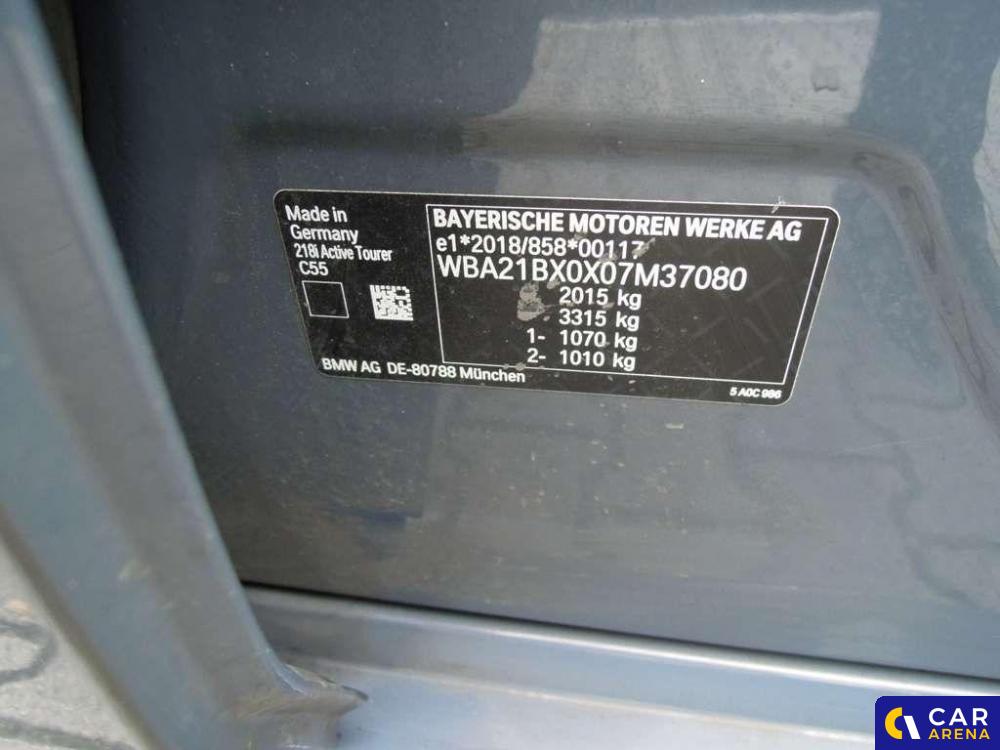 Made in
Germany
218i Active Tourer
C55
BAYERISCHE MOTOREN WERKE AG
e1*2018/858*00117
WBA21BX0X07M37080
2015 kg
3315 kg
1- 1070 kg
2- 1010 kg
BMW AG DE-80788 München
5 A0C 986
CAR
ARENA